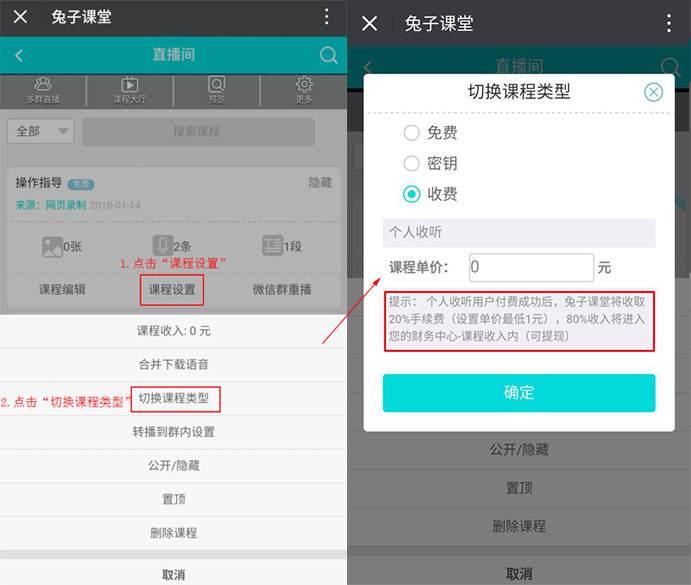 兔子课堂
直播间
多群直播
课程大厅
预览
更多
全部
搜索课程
操作指导 免费 隐藏
来源：网页录制 2018-01-14
0张
2条
1段
1.点击“课程设置”
课程编辑
课程设置
微信群重播
课程收入: 0 元
合并下载语音
2.点击“切换课程类型”
切换课程类型
转播到群内设置
公开/隐藏
置顶
删除课程
取消
兔子课堂
直播间
切换课程类型
免费
密钥
收费
个人收听
课程单价： 0 元
提示： 个人收听用户付费成功后，兔子课堂将收取
20%手续费（设置单价最低1元），80%收入将进入
您的财务中心-课程收入内（可提现）
确定
公开/隐藏
置顶
删除课程
取消